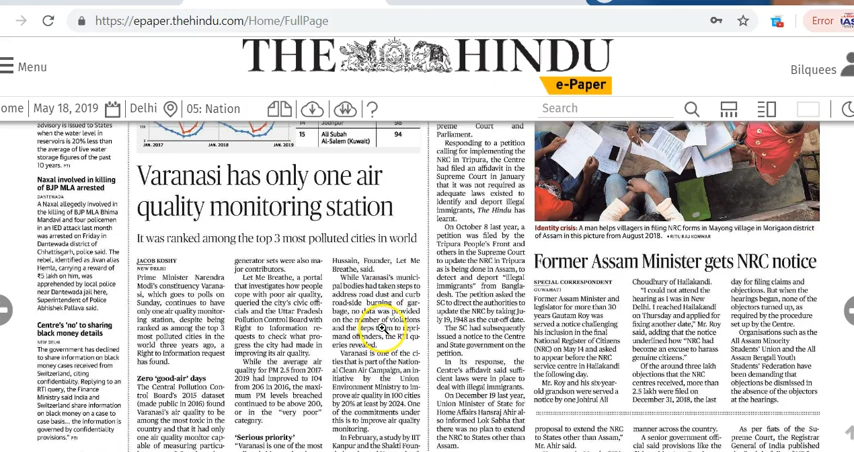 https://epaper.thehindu.com/Home/FullPage
Error
IAS
THE HINDU
e-Paper
Menu
Bilquees
ome
May 18, 2019
Delhi
05: Nation
?
Search
advisory is issued to States
when the water level in
reservoirs is 20% less than
the average of live water
storage figures of the past
10 years. PTI
Naxal involved in killing
of BJP MLA arrested
DANTEWADA
A Naxal allegedly involved in
the killing of BJP MLA Bhima
Mandavi and four policemen
in an IED attack last month
was arrested on Friday in
Dantewada district of
Chhattisgarh, police said. The
rebel, identified as Jivan alias
Hemla, carrying a reward of
₹5 lakh on him, was
apprehended by local police
near Dantewada jail here,
Superintendent of Police
Abhishek Pallava said.
Centre's 'no' to sharing
black money details
NEW DELHI
The government has declined
to share information on black
money cases received from
Switzerland, citing
confidentiality. Replying to an
RTI query, the Finance
Ministry said India and
Switzerland share information
on black money on a case to
case basis... the information is
governed by confidentiality
provisions." PTI
JAN. 2017
JAN. 2018
JAN. 2019
15
Ali Subah
Al-Salem (Kuwait)
94
Varanasi has only one air
quality monitoring station
It was ranked among the top 3 most polluted cities in world
JACOB KOSHY
NEW DELHI
Prime Minister Narendra
Modi's constituency Varana-
si, which goes to polls on
Sunday, continues to have
only one air quality monitor-
ing station, despite being
ranked as among the top 3
most polluted cities in the
world three years ago, a
Right to Information request
has found.
Zero 'good-air' days
The Central Pollution Con-
trol Board's 2015 dataset
(made public in 2016) found
Varanasi's air quality to be
among the most toxic in the
country and that it had only
one air quality monitor cap-
able of measuring particu-
generator sets were also ma-
jor contributors.
Let Me Breathe, a portal
that investigates how people
cope with poor air quality,
queried the city's civic offi-
cials and the Uttar Pradesh
Pollution Control Board with
Right to Information re-
quests to check what pro-
gress the city had made in
improving its air quality.
While the average air
quality for PM 2.5 from 2017-
2019 had improved to 104
from 206 in 2016, the maxi-
mum PM levels breached
continued to be above 200,
or in the "very poor"
category.
'Serious priority'
"Varanasi is one of the most
Hussain, Founder, Let Me
Breathe, said.
While Varanasi's munici-
pal bodies had taken steps to
address road dust and curb
road-side burning of gar-
bage, no data was provided
on the number of violations
and the steps taken to repri-
mand offenders, the RTI qu-
eries revealed.
Varanasi is one of the ci-
ties that is part of the Nation-
al Clean Air Campaign, an in-
itiative by the Union
Environment Ministry to im-
prove air quality in 100 cities
by 20% at least by 2024. One
of the commitments under
this is to improve air quality
monitoring.
In February, a study by IIT
Kanpur and the Shakti Foun-
preme Court and
Parliament.
Responding to a petition
calling for implementing the
NRC in Tripura, the Centre
had filed an affidavit in the
Supreme Court in
January that it was not required as
adequate laws existed to
identify and deport illegal
immigrants, The Hindu has
learnt.
On October 8 last year, a
petition was filed by the
Tripura People's Front and
others in the Supreme Court
to update the NRC in Tripura
as is being done in Assam, to
detect and deport "illegal
immigrants" from Bangla-
desh. The petition asked the
SC to direct the authorities to
update the NRC by taking Ju-
ly 19, 1948 as the cut-off date.
The SC had subsequently
issued a notice to the Centre
and State government on the
petition.
In its response, the
Centre's affidavit said suffi-
cient laws were in place to
deal with illegal immigrants.
On December 19 last year,
Union Minister of State for
Home Affairs Hansraj Ahir al-
so informed Lok Sabha that
there was no plan to extend
the NRC to States other than
Assam.
Identity crisis: A man helps villagers in filing NRC forms in Mayong village in Morigaon district
of Assam in this picture from August 2018. RITU RAJ KONWAR
Former Assam Minister gets NRC notice
SPECIAL CORRESPONDENT
GUWAHATI
Former Assam Minister and
legislator for more than 30
years Gautam Roy was
served a notice challenging
his inclusion in the final
National Register of Citizens
(NRC) on May 14 and asked
to appear before the NRC
service centre in Hailakandi
the following day.
Mr. Roy and his six-year-
old grandson were served a
notice by one Johirul Ali
Choudhury of Hailakandi.
"I could not attend the
hearing as I was in New
Delhi. I reached Hailakandi
on Thursday and applied for
fixing another date," Mr. Roy
said, adding that the notice
underlined how "NRC had
become an excuse to harass
genuine citizens."
Of the around three lakh
objections that the NRC
centres received, more than
2.5 lakh were filed on
December 31, 2018, the last
day for filing claims and
objections. But when the
hearings began, none of the
objectors turned up, as
required by the procedure
set up by the Centre.
Organisations such as the
All Assam Minority
Students' Union and the All
Assam Bengali Youth
Students' Federation have
been demanding that
objections be dismissed in
the absence of the objectors
at the hearings.
proposal to extend the NRC
to States other than Assam,"
Mr. Ahir said.
manner across the country.
A senior government offi-
cial said provisions like the
As per fiats of the Su-
preme Court, the Registrar
General of India published